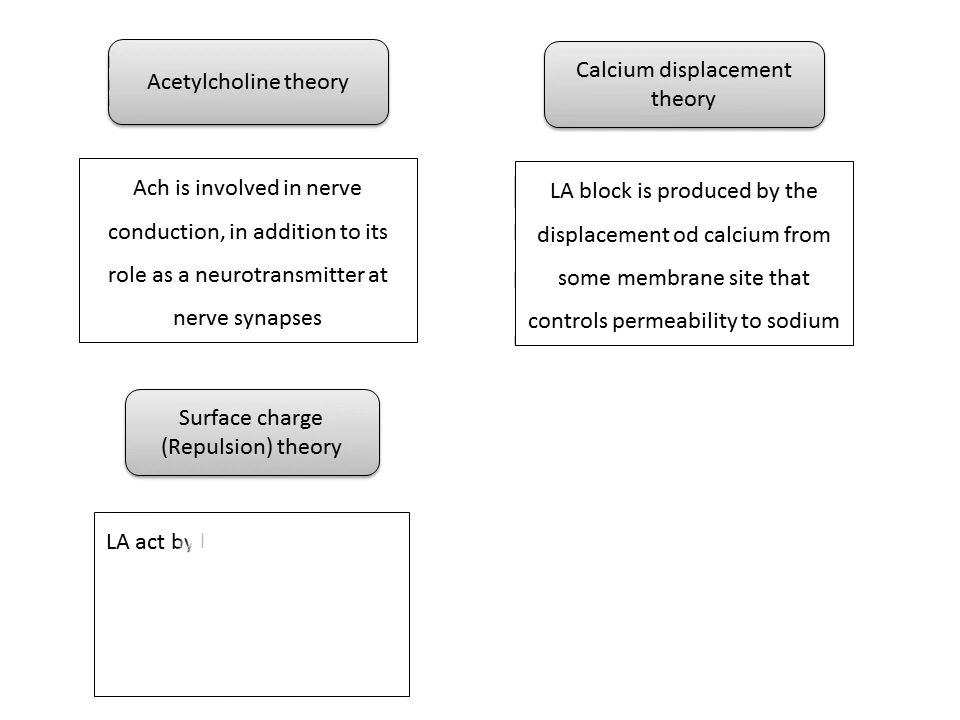 Acetylcholine theory
Calcium displacement
theory
Ach is involved in nerve
conduction, in addition to its
role as a neurotransmitter at
nerve synapses
LA block is produced by the
displacement od calcium from
some membrane site that
controls permeability to sodium
Surface charge
(Repulsion) theory
LA act by